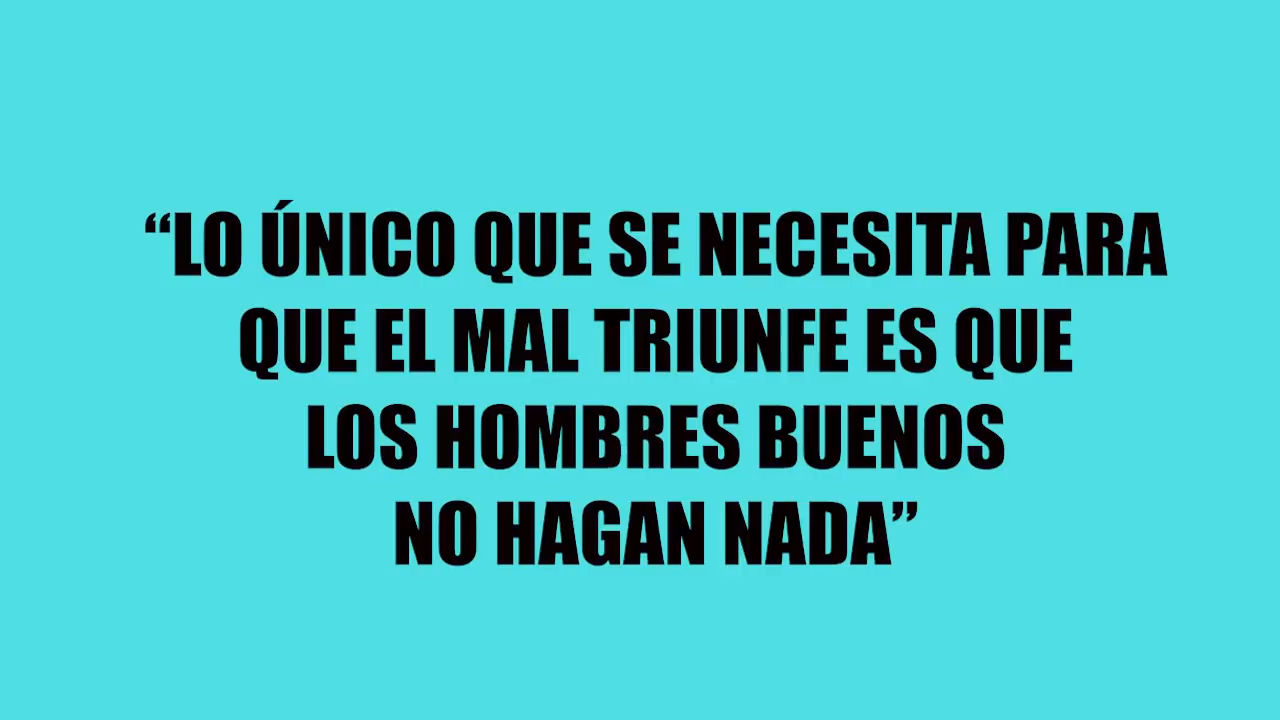 “LO ÚNICO QUE SE NECESITA PARA
QUE EL MAL TRIUNFE ES QUE
LOS HOMBRES BUENOS
NO HAGAN NADA”